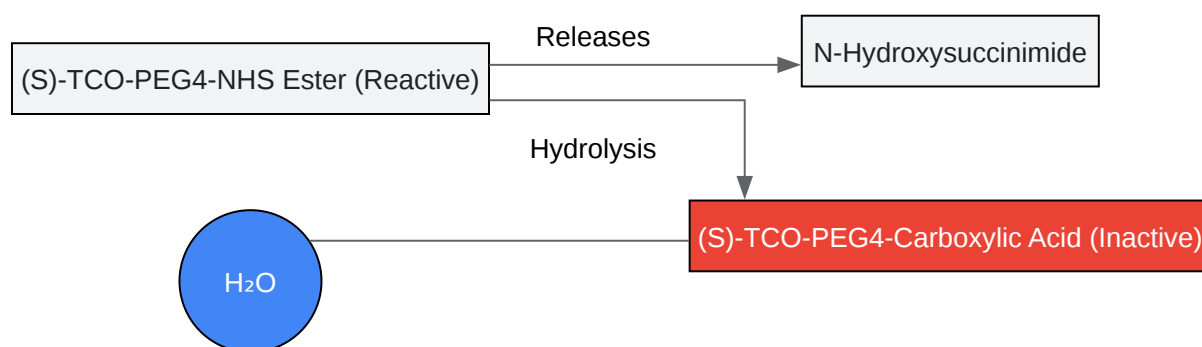 Releases
N-Hydroxysuccinimide
(S)-TCO-PEG4-NHS Ester (Reactive)
Hydrolysis
(S)-TCO-PEG4-Carboxylic Acid (Inactive)
H₂O